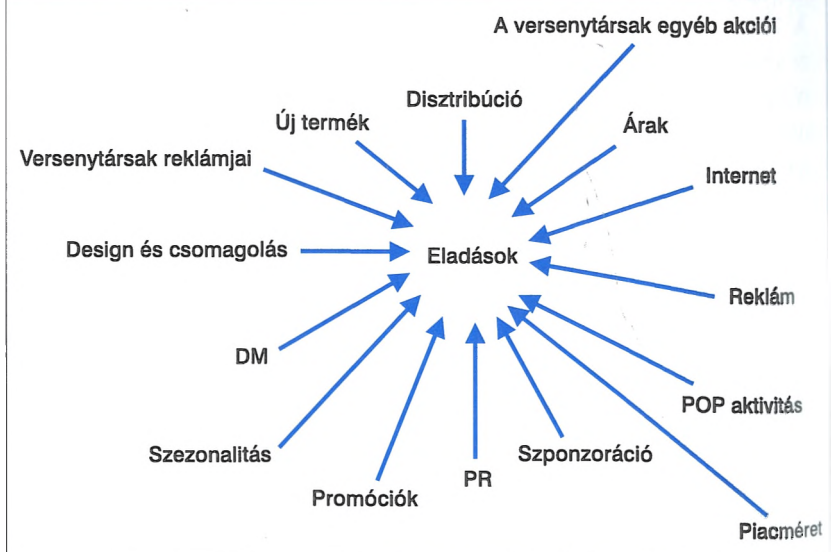 A versenytársak egyéb akciói
Disztribúció
Új termék
Árak
Versenytársak reklámjai
Internet
Design és csomagolás
Eladások
Reklám
DM
POP aktivitás
Szezonalitás
Szponzoráció
PR
Promóciók
Piacméret